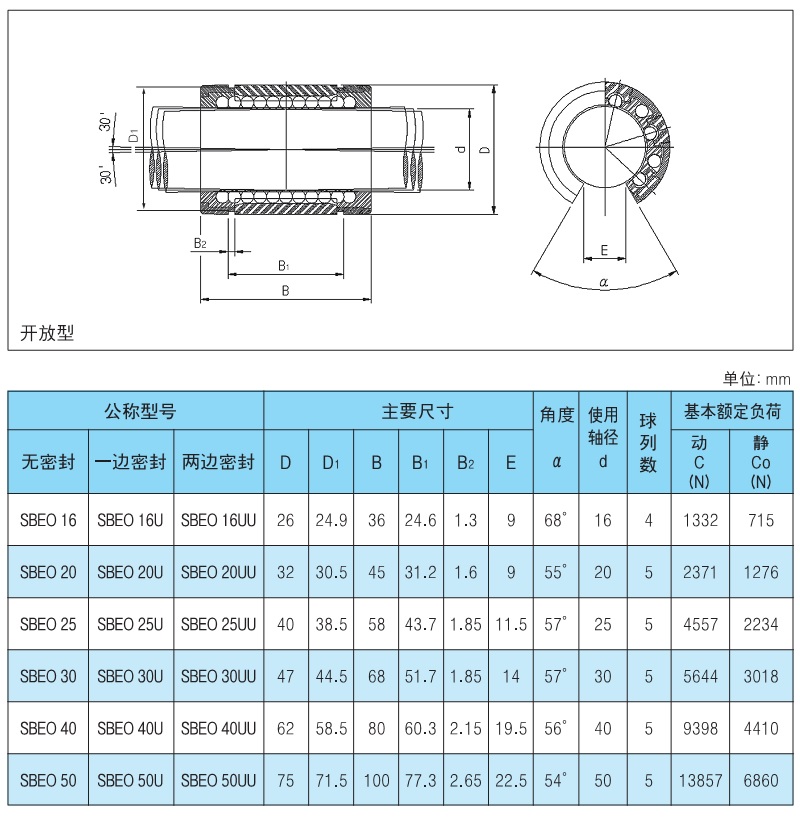 30'
D1
30'
d
D
B2
B1
B
E
α
开放型
单位: mm
公称型号 主要尺寸 角度 α 使用轴径 d 球列数 基本额定负荷
无密封 一边密封 两边密封 D D1 B B1 B2 E 动 C (N) 静 Co (N)
SBEO 16 SBEO 16U SBEO 16UU 26 24.9 36 24.6 1.3 9 68° 16 4 1332 715
SBEO 20 SBEO 20U SBEO 20UU 32 30.5 45 31.2 1.6 9 55° 20 5 2371 1276
SBEO 25 SBEO 25U SBEO 25UU 40 38.5 58 43.7 1.85 11.5 57° 25 5 4557 2234
SBEO 30 SBEO 30U SBEO 30UU 47 44.5 68 51.7 1.85 14 57° 30 5 5644 3018
SBEO 40 SBEO 40U SBEO 40UU 62 58.5 80 60.3 2.15 19.5 56° 40 5 9398 4410
SBEO 50 SBEO 50U SBEO 50UU 75 71.5 100 77.3 2.65 22.5 54° 50 5 13857 6860